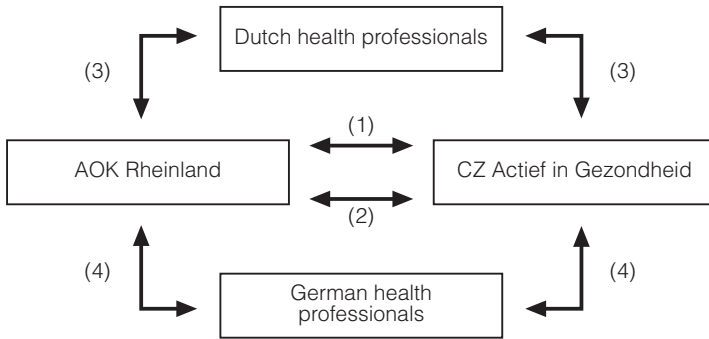 Dutch health professionals
(3)
(3)
(1)
AOK Rheinland
CZ Actief in Gezondheid
(2)
(4)
(4)
German health
professionals